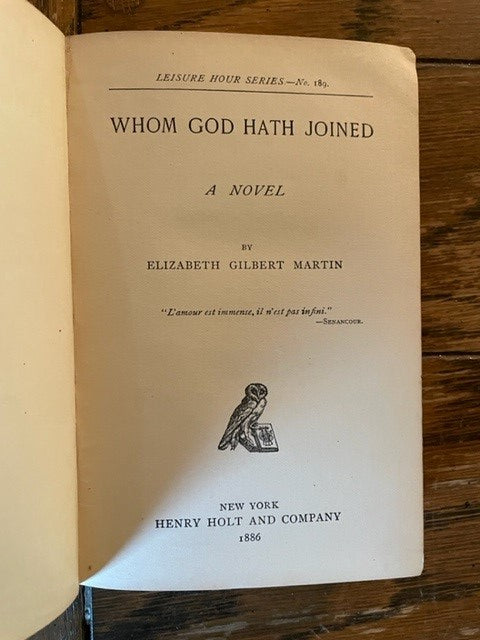 LEISURE HOUR SERIES—No. 189.
WHOM GOD HATH JOINED
A NOVEL
BY
ELIZABETH GILBERT MARTIN
"L'amour est immense, il n'est pas infini."
—SENANCOUR.
NEW YORK
HENRY HOLT AND COMPANY
1886